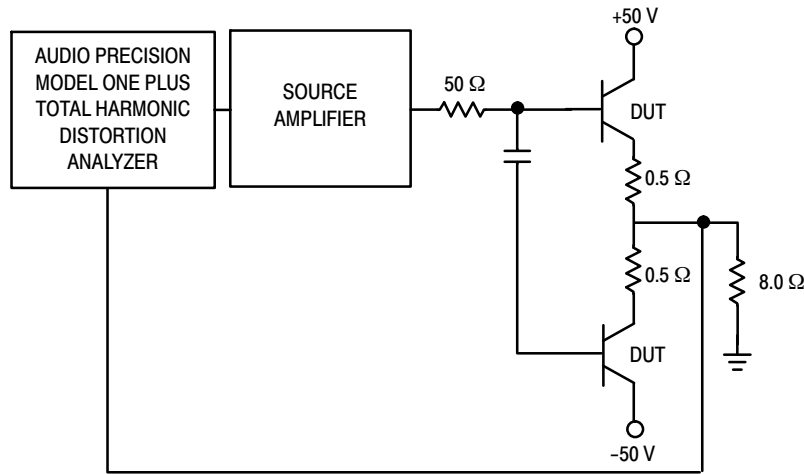 AUDIO PRECISION
MODEL ONE PLUS
TOTAL HARMONIC
DISTORTION
ANALYZER
SOURCE
AMPLIFIER
50 Ω
+50 V
DUT
0.5 Ω
0.5 Ω
8.0 Ω
DUT
−50 V